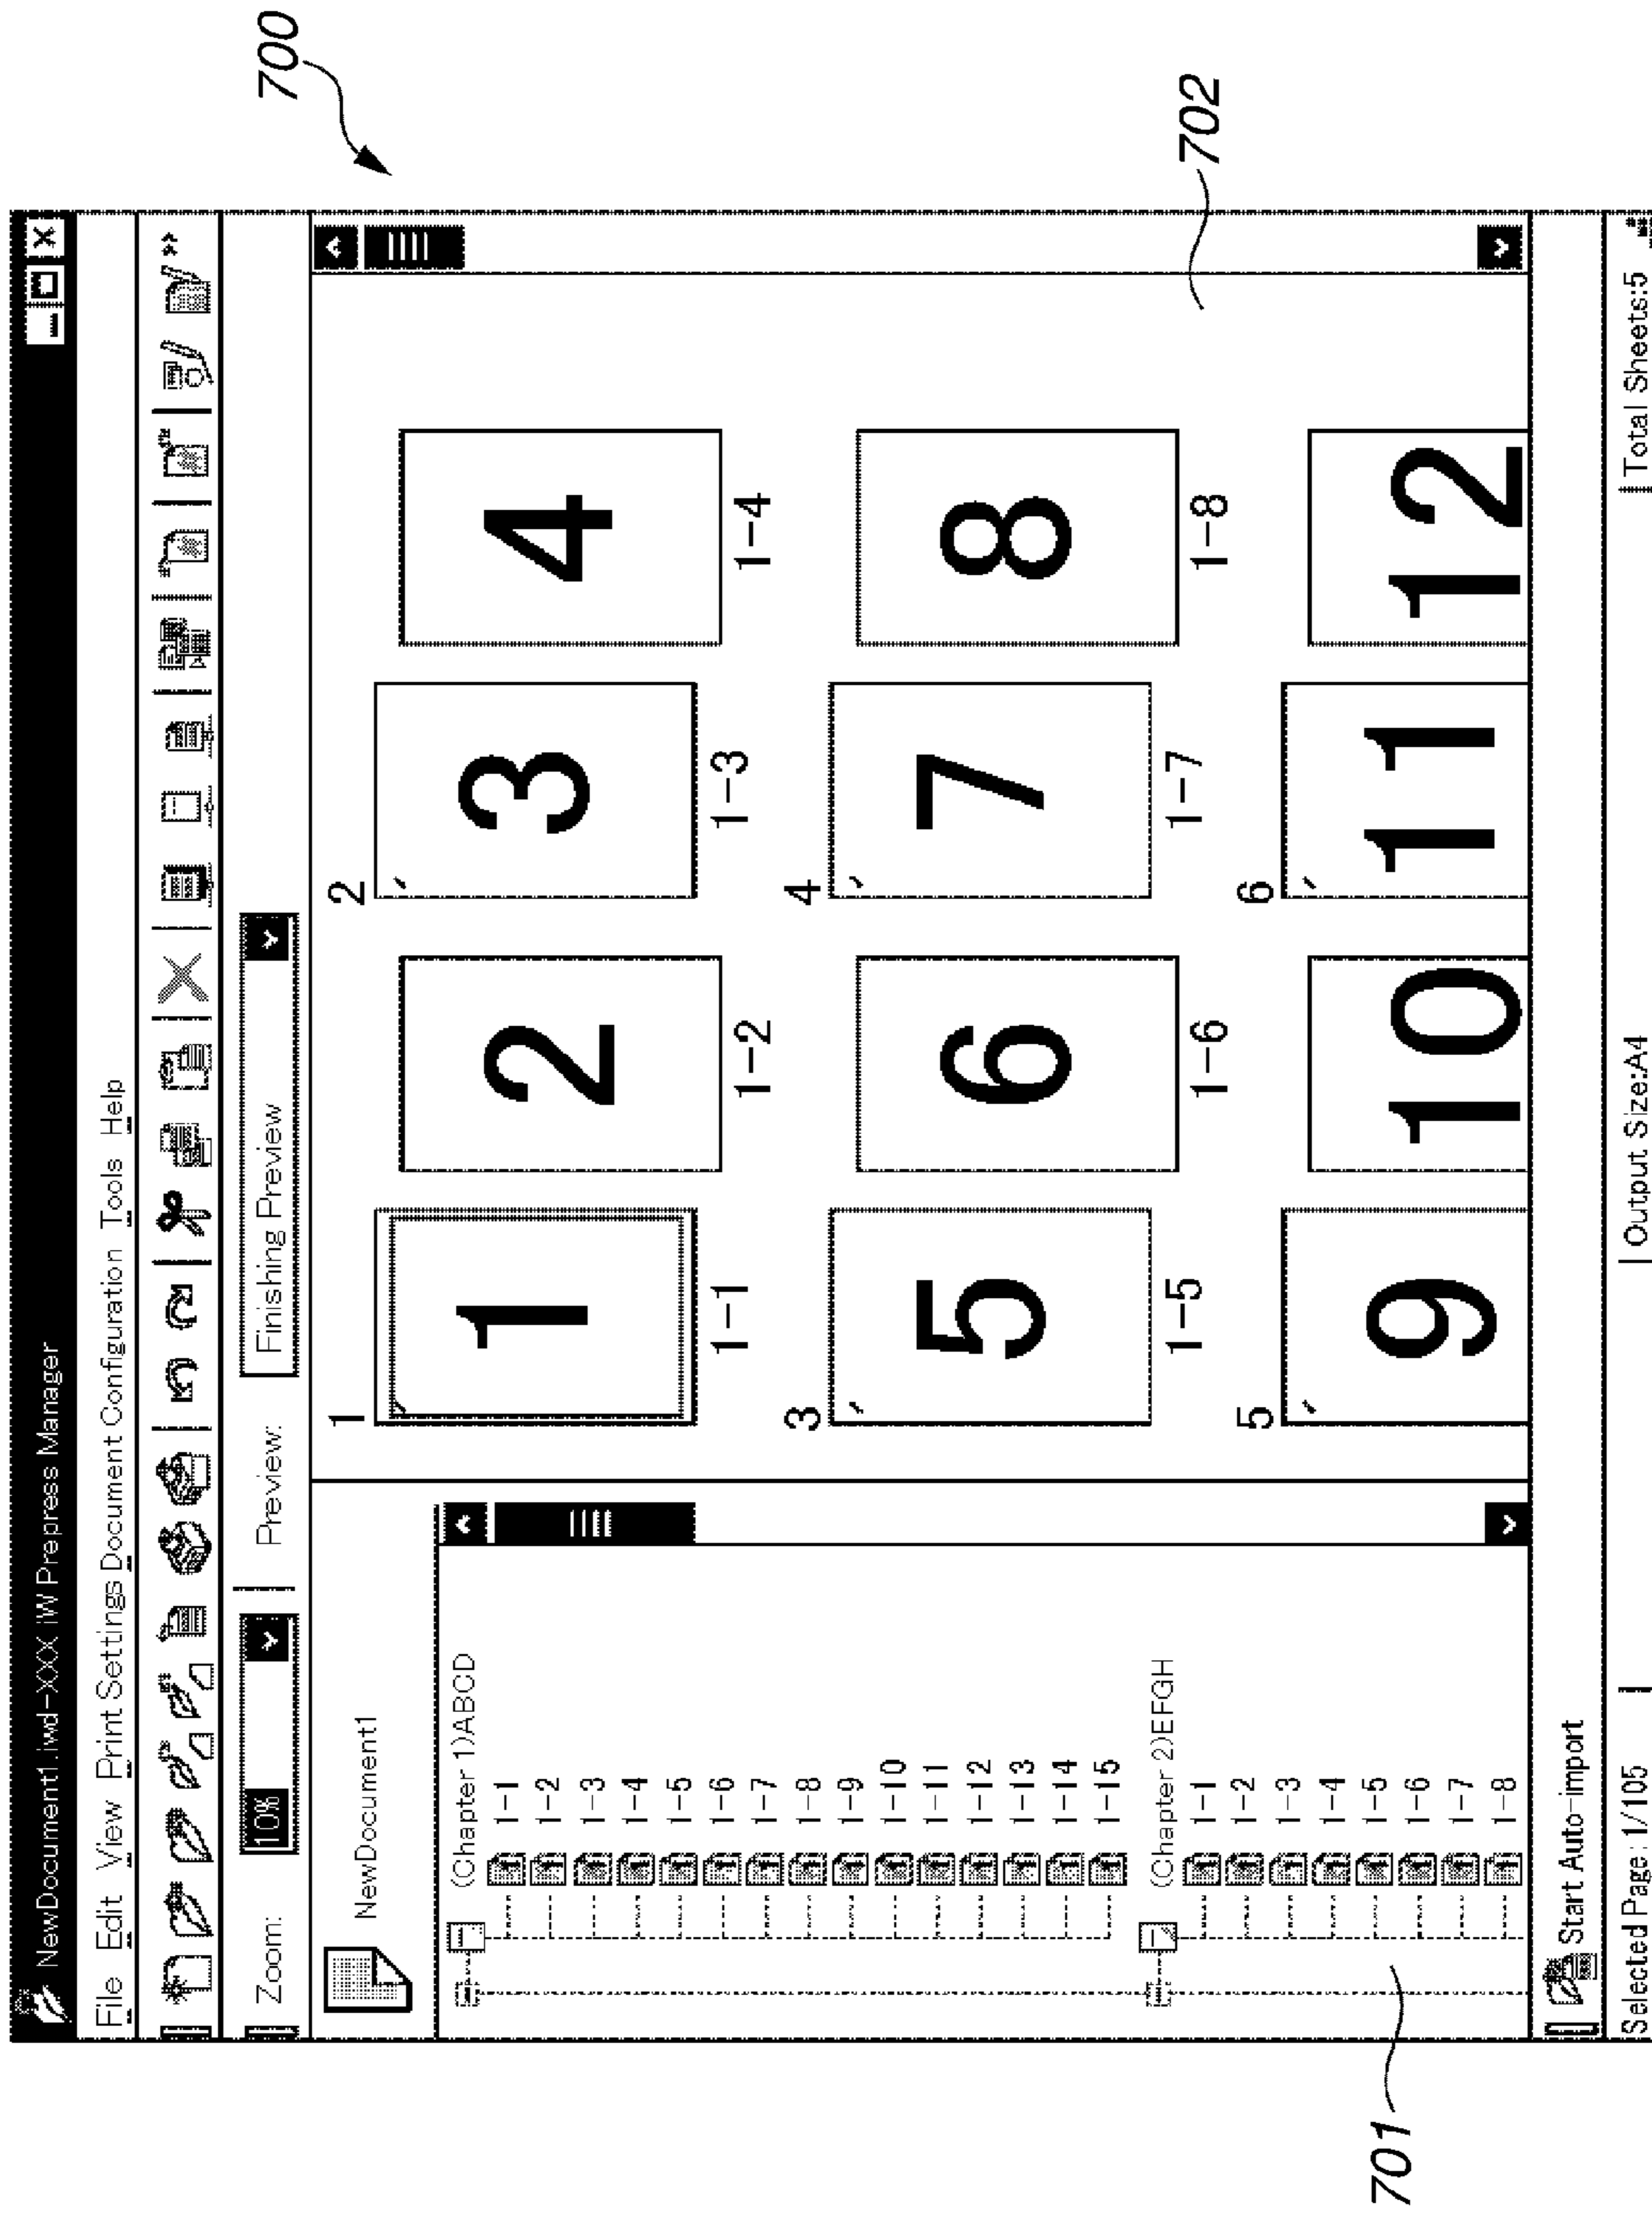 700
NewDocument1.iwd-XXX iW Prepress Manager
File Edit View Print Settings Document Configuration Tools Help
Zoom: 10% Preview: Finishing Preview
NewDocument1
(Chapter 1)ABCD
1-1
1-2
1-3
1-4
1-5
1-6
1-7
1-8
1-9
1-10
1-11
1-12
1-13
1-14
1-15
(Chapter 2)EFGH
1-1
1-2
1-3
1-4
1-5
1-6
1-7
1-8
701
1 2
1 2 3 4
1-1 1-2 1-3 1-4
3 4
5 6 7 8
1-5 1-6 1-7 1-8
5 6
9 10 11 12
702
Start Auto-import
Selected Page: 1/105 Output Size:A4 Total Sheets:5